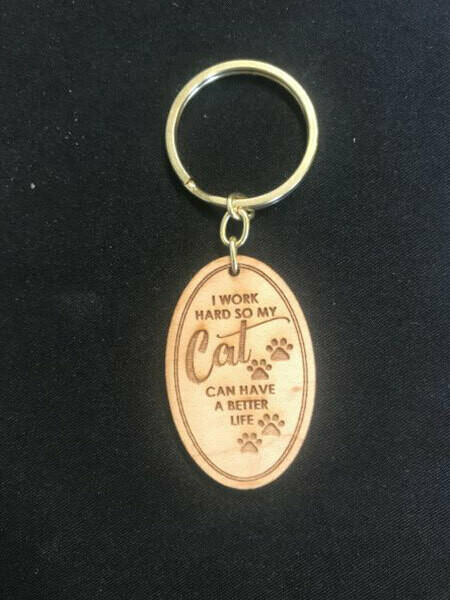 I WORK
HARD SO MY
Cat
CAN HAVE
A BETTER
LIFE